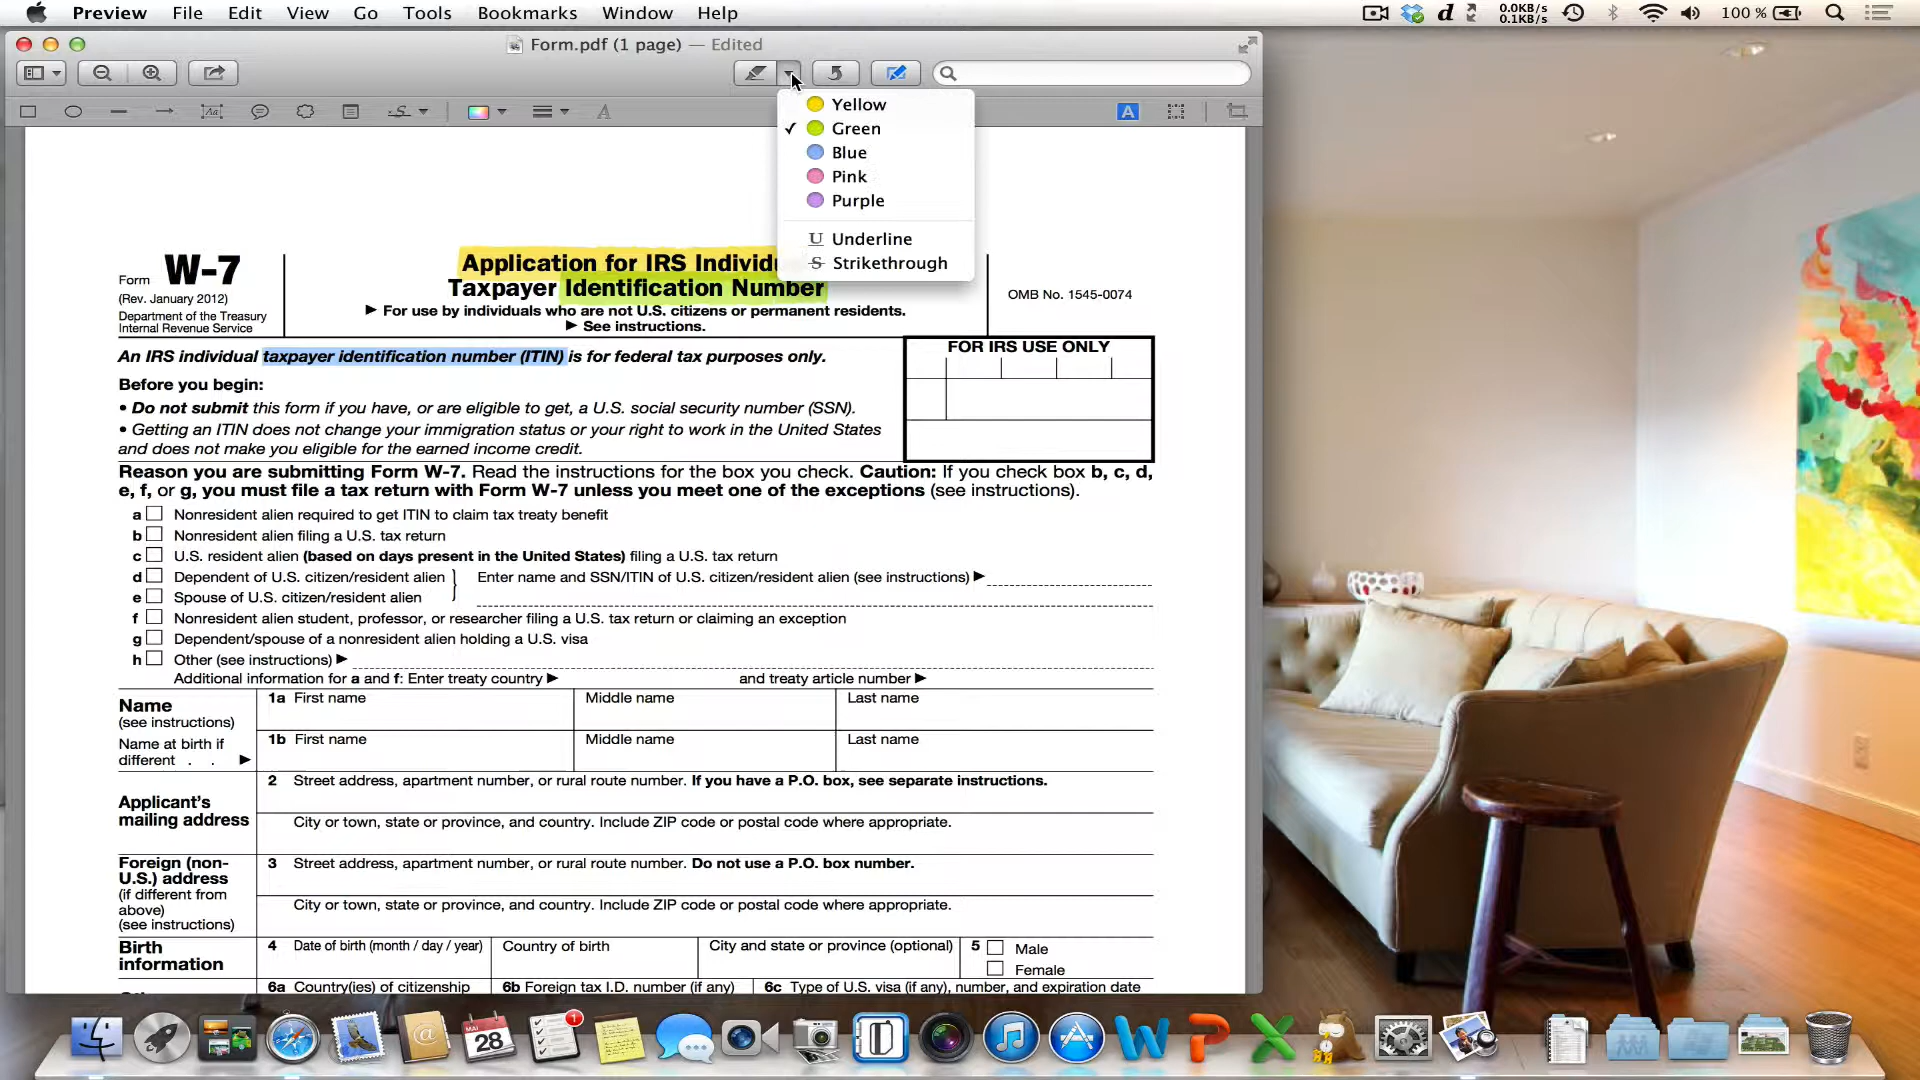 Preview File Edit View Go Tools Bookmarks Window Help
d 0.0KB/s 100 %
0.1KB/s
Form.pdf (1 page) — Edited
Aa S A A
Yellow
✓ Green
Blue
Pink
Purple
U Underline
S Strikethrough
Form W-7
(Rev. January 2012)
Department of the Treasury
Internal Revenue Service
Application for IRS Individu
Taxpayer Identification Number
► For use by individuals who are not U.S. citizens or permanent residents.
► See instructions.
OMB No. 1545-0074
An IRS individual taxpayer identification number (ITIN) is for federal tax purposes only.
FOR IRS USE ONLY
Before you begin:
• Do not submit this form if you have, or are eligible to get, a U.S. social security number (SSN).
• Getting an ITIN does not change your immigration status or your right to work in the United States
and does not make you eligible for the earned income credit.
Reason you are submitting Form W-7. Read the instructions for the box you check. Caution: If you check box b, c, d,
e, f, or g, you must file a tax return with Form W-7 unless you meet one of the exceptions (see instructions).
a Nonresident alien required to get ITIN to claim tax treaty benefit
b Nonresident alien filing a U.S. tax return
c U.S. resident alien (based on days present in the United States) filing a U.S. tax return
d Dependent of U.S. citizen/resident alien } Enter name and SSN/ITIN of U.S. citizen/resident alien (see instructions) ►
e Spouse of U.S. citizen/resident alien
f Nonresident alien student, professor, or researcher filing a U.S. tax return or claiming an exception
g Dependent/spouse of a nonresident alien holding a U.S. visa
h Other (see instructions) ►
Additional information for a and f: Enter treaty country ► and treaty article number ►
Name
(see instructions)
1a First name Middle name Last name
Name at birth if
different . . ►
1b First name Middle name Last name
Applicant's
mailing address
2 Street address, apartment number, or rural route number. If you have a P.O. box, see separate instructions.
City or town, state or province, and country. Include ZIP code or postal code where appropriate.
Foreign (non-
U.S.) address
(if different from
above)
(see instructions)
3 Street address, apartment number, or rural route number. Do not use a P.O. box number.
City or town, state or province, and country. Include ZIP code or postal code where appropriate.
Birth
information
4 Date of birth (month / day / year) Country of birth City and state or province (optional) 5 Male
Female
6a Country(ies) of citizenship 6b Foreign tax I.D. number (if any) 6c Type of U.S. visa (if any), number, and expiration date
MAI
28
1